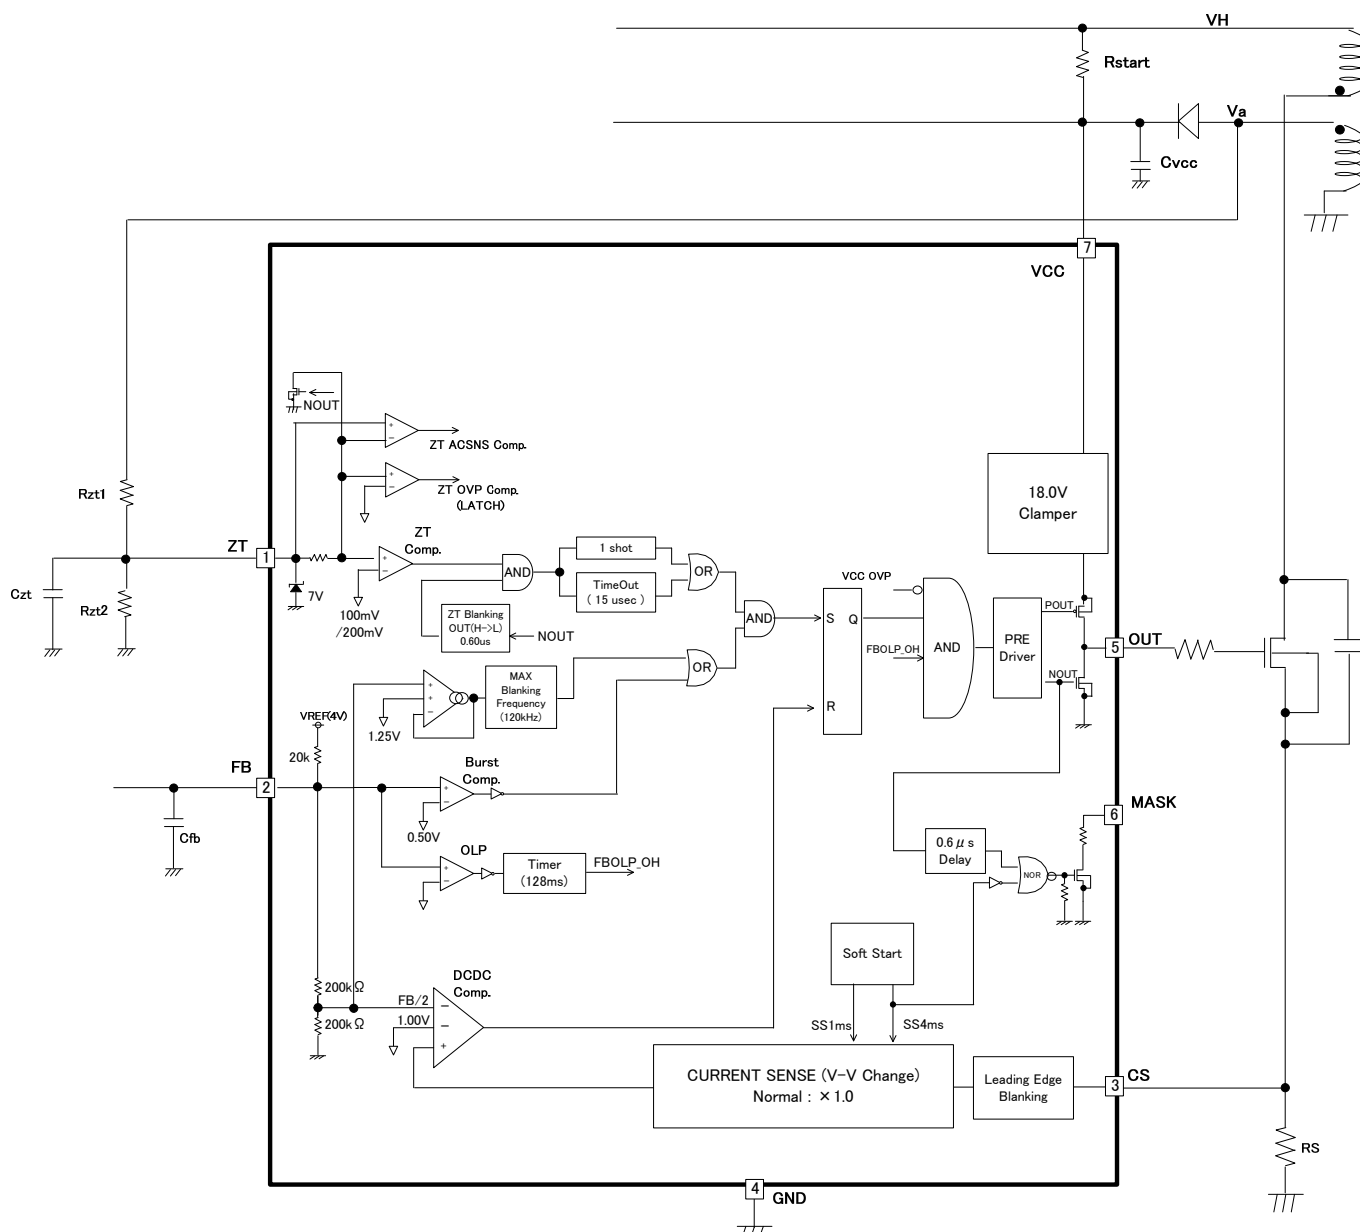 VH
Rstart
Va
Cvcc
7
VCC
NOUT
+
−
ZT ACSNS Comp.
+
−
ZT OVP Comp.
(LATCH)
18.0V
Clamper
Rzt1
ZT
1
ZT
Comp.
+
−
7V
100mV
/200mV
Czt
Rzt2
AND
1 shot
TimeOut
( 15 usec )
OR
ZT Blanking
OUT(H->L)
0.60us
NOUT
AND
VCC OVP
S
Q
R
FBOLP_OH
AND
PRE
Driver
POUT
NOUT
5
OUT
OR
MAX
Blanking
Frequency
(120kHz)
+
+
−
1.25V
VREF(4V)
20k
FB
2
Cfb
Burst
Comp.
+
−
0.50V
OLP
+
−
Timer
(128ms)
FBOLP_OH
MASK
6
0.6μs
Delay
NOR
Soft Start
SS1ms
SS4ms
200kΩ
200kΩ
DCDC
Comp.
FB/2
1.00V
−
−
+
CURRENT SENSE (V-V Change)
Normal : ×1.0
Leading Edge
Blanking
3
CS
RS
4
GND